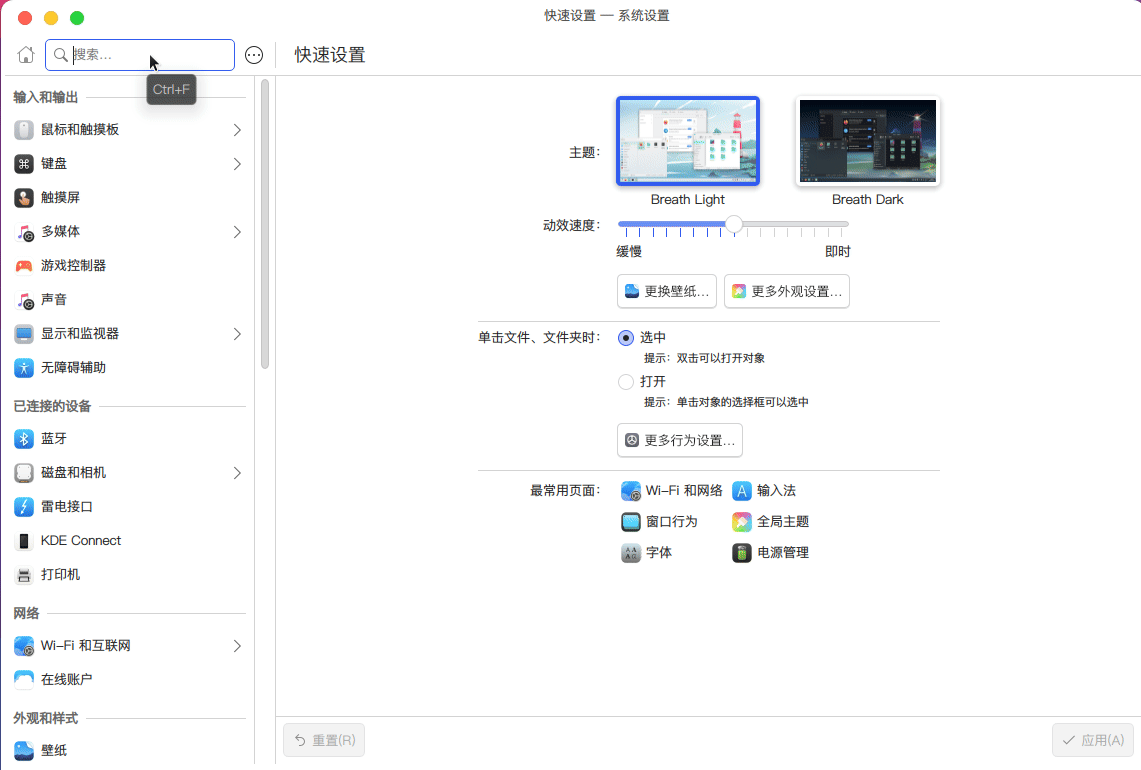 快速设置 — 系统设置
搜索...
快速设置
Ctrl+F
输入和输出
鼠标和触摸板
键盘
触摸屏
多媒体
游戏控制器
声音
显示和监视器
无障碍辅助
已连接的设备
蓝牙
磁盘和相机
雷电接口
KDE Connect
打印机
网络
Wi-Fi 和互联网
在线账户
外观和样式
壁纸
主题：
Breath Light
Breath Dark
动效速度：
缓慢
即时
更换壁纸...
更多外观设置...
单击文件、文件夹时：
选中
提示：双击可以打开对象
打开
提示：单击对象的选择框可以选中
更多行为设置...
最常用页面：
Wi-Fi 和网络
输入法
窗口行为
全局主题
字体
电源管理
重置(R)
应用(A)